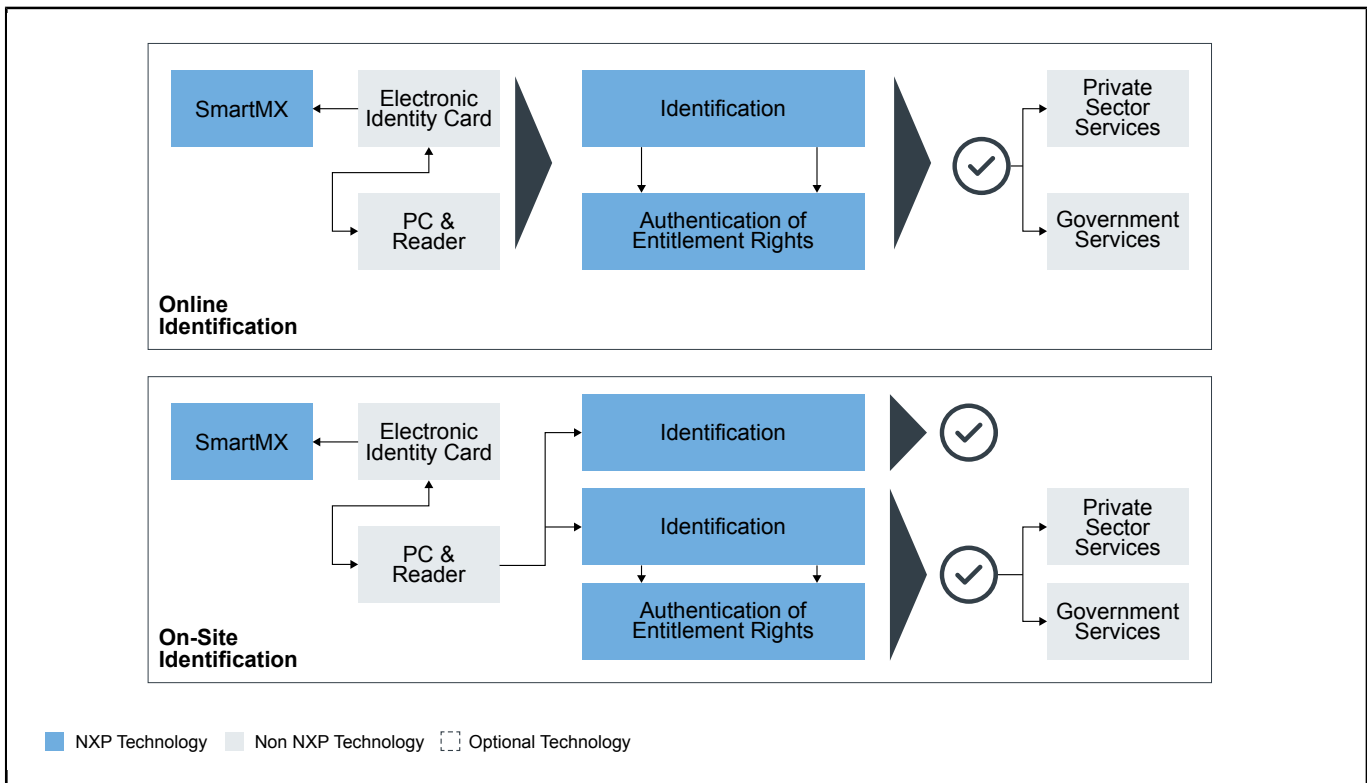 SmartMX
Electronic
Identity Card
PC &
Reader
Identification
Authentication of
Entitlement Rights
Private
Sector
Services
Government
Services
Online
Identification
SmartMX
Electronic
Identity Card
PC &
Reader
Identification
Identification
Authentication of
Entitlement Rights
Private
Sector
Services
Government
Services
On-Site
Identification
NXP Technology
Non NXP Technology
Optional Technology